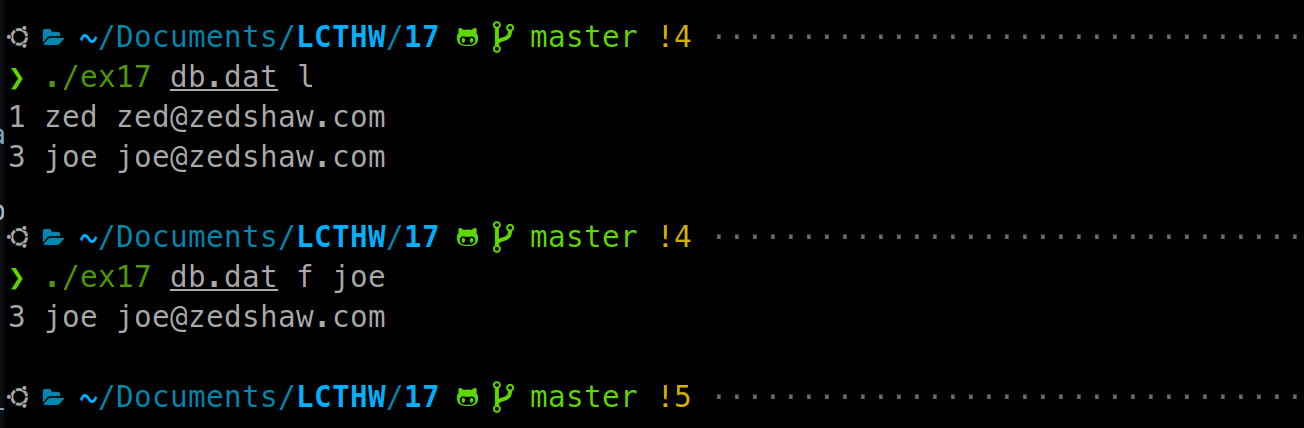 ~/Documents/LCTHW/17 master !4
❯ ./ex17 db.dat l
1 zed zed@zedshaw.com
3 joe joe@zedshaw.com
~/Documents/LCTHW/17 master !4
❯ ./ex17 db.dat f joe
3 joe joe@zedshaw.com
~/Documents/LCTHW/17 master !5